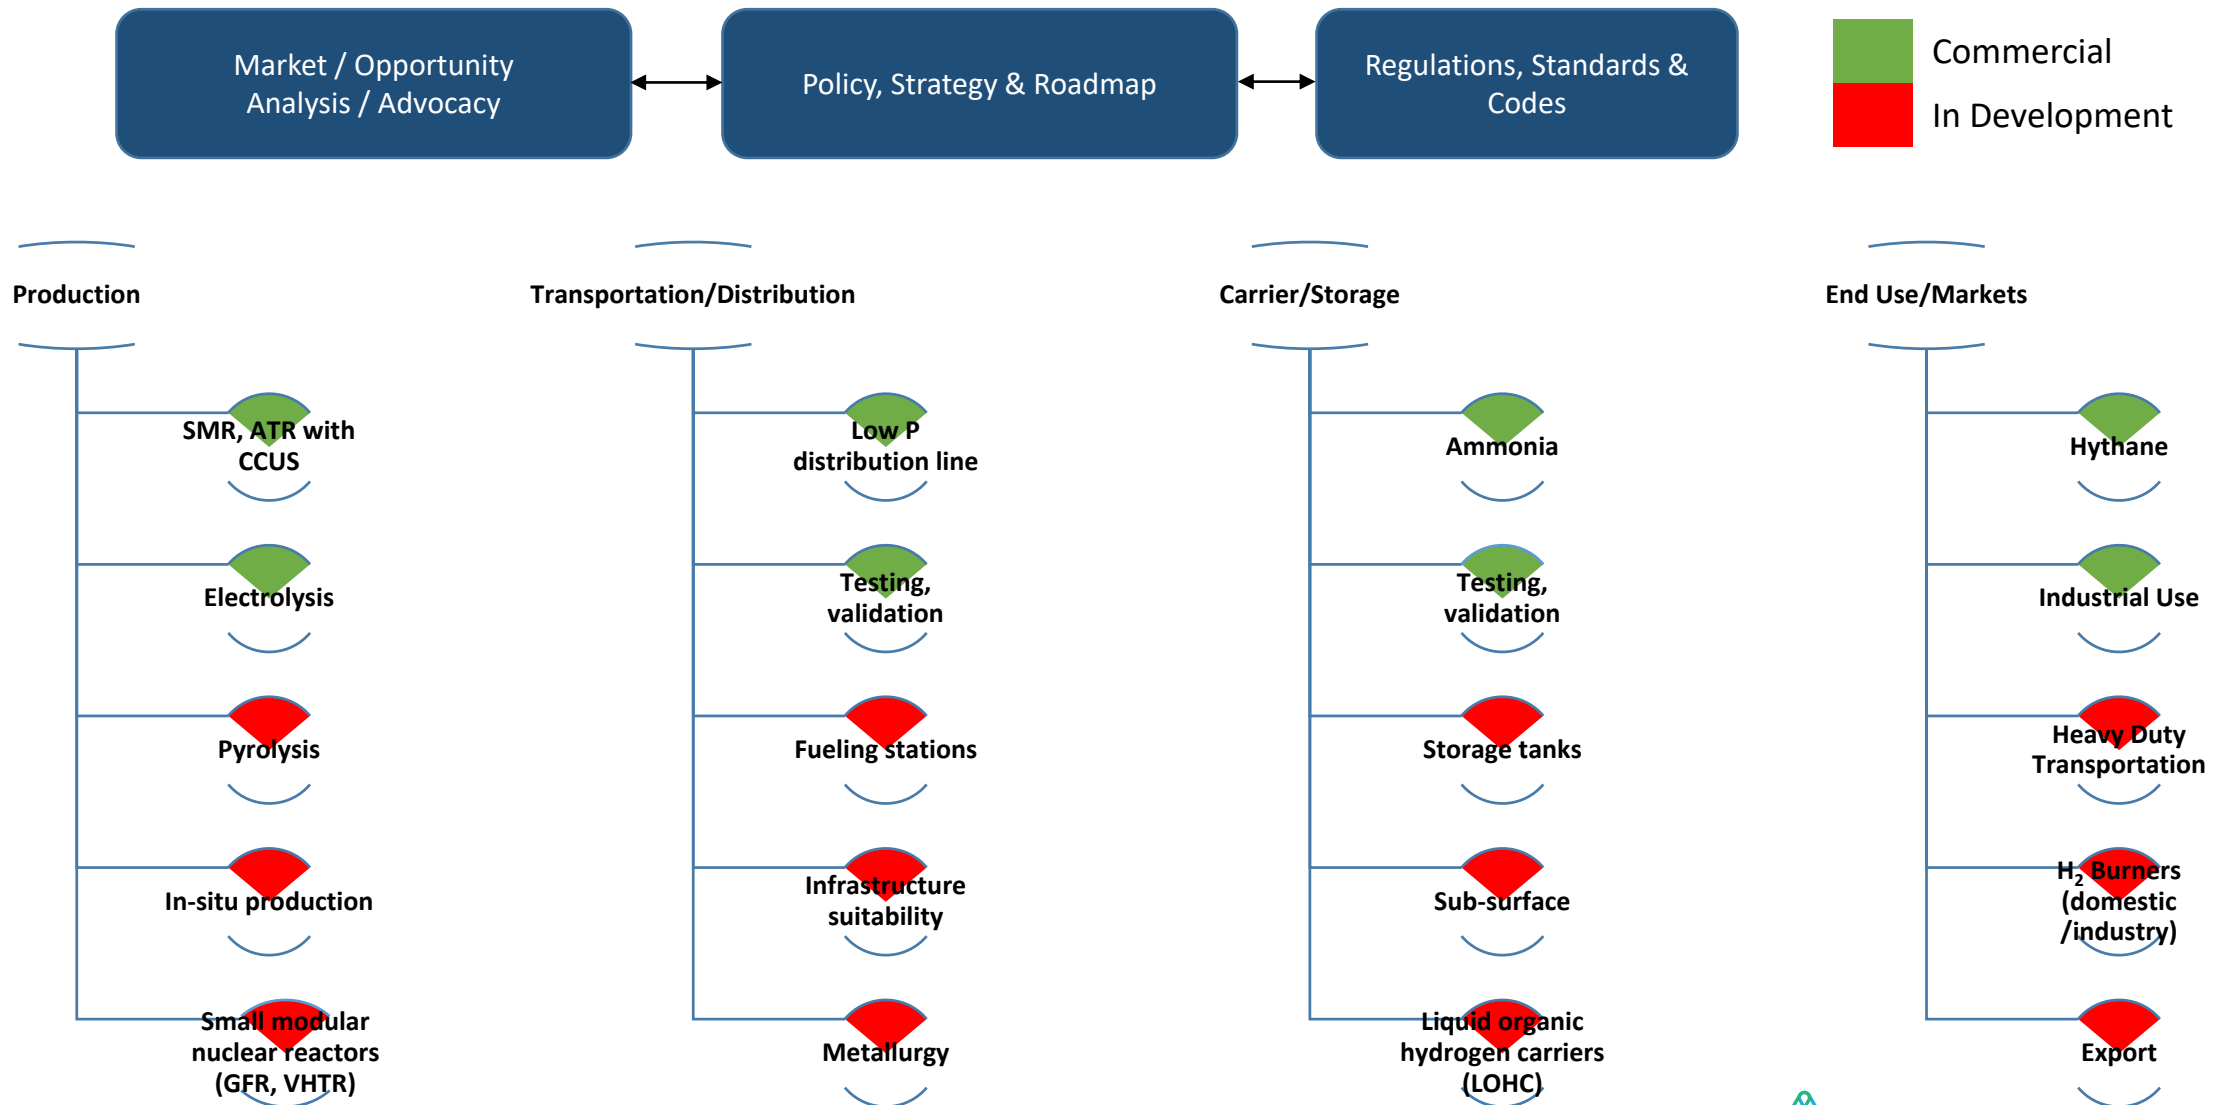 Market / Opportunity
Analysis / Advocacy
Policy, Strategy & Roadmap
Regulations, Standards &
Codes
Commercial
In Development
Production
SMR, ATR with
CCUS
Electrolysis
Pyrolysis
In-situ production
Small modular
nuclear reactors
(GFR, VHTR)
Transportation/Distribution
Low P
distribution line
Testing,
validation
Fueling stations
Infrastructure
suitability
Metallurgy
Carrier/Storage
Ammonia
Testing,
validation
Storage tanks
Sub-surface
Liquid organic
hydrogen carriers
(LOHC)
End Use/Markets
Hythane
Industrial Use
Heavy Duty
Transportation
H₂ Burners
(domestic
/industry)
Export